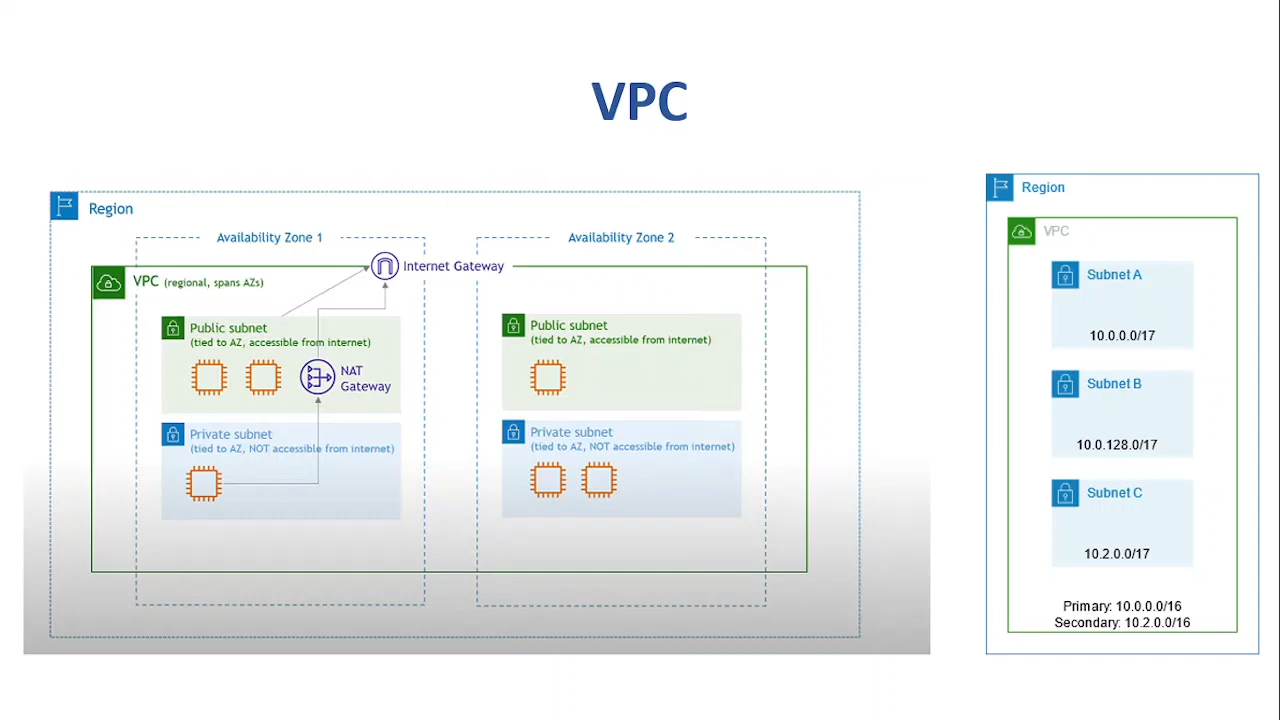 VPC
Region
Availability Zone 1
Availability Zone 2
Internet Gateway
VPC (regional, spans AZs)
Public subnet
(tied to AZ, accessible from internet)
NAT
Gateway
Private subnet
(tied to AZ, NOT accessible from internet)
Public subnet
(tied to AZ, accessible from internet)
Private subnet
(tied to AZ, NOT accessible from internet)
Region
VPC
Subnet A
10.0.0.0/17
Subnet B
10.0.128.0/17
Subnet C
10.2.0.0/17
Primary: 10.0.0.0/16
Secondary: 10.2.0.0/16